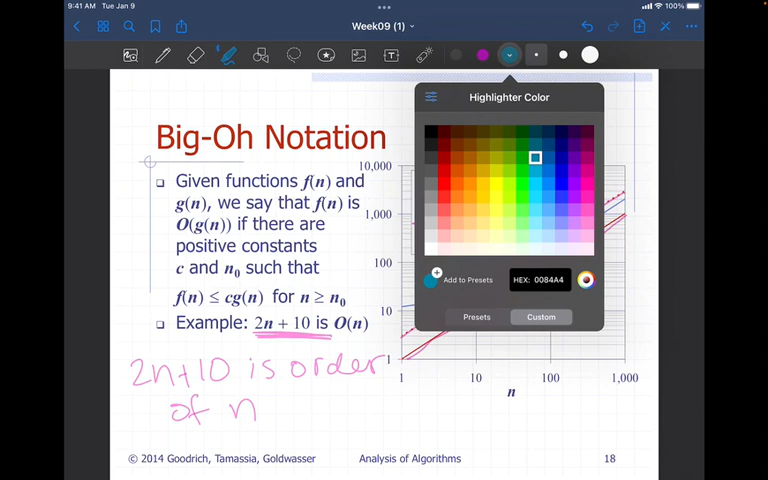 9:41 AM Tue Jan 9
100%
Week09 (1)
T
Highlighter Color
Add to Presets
HEX: 0084A4
Presets
Custom
Big-Oh Notation
Given functions f(n) and
g(n), we say that f(n) is
O(g(n)) if there are
positive constants
c and n₀ such that
f(n) ≤ cg(n) for n ≥ n₀
Example: 2n + 10 is O(n)
2n+10 is order
of n
10,000
1,000
100
10
1
1 10 100 1,000
n
© 2014 Goodrich, Tamassia, Goldwasser
Analysis of Algorithms
18